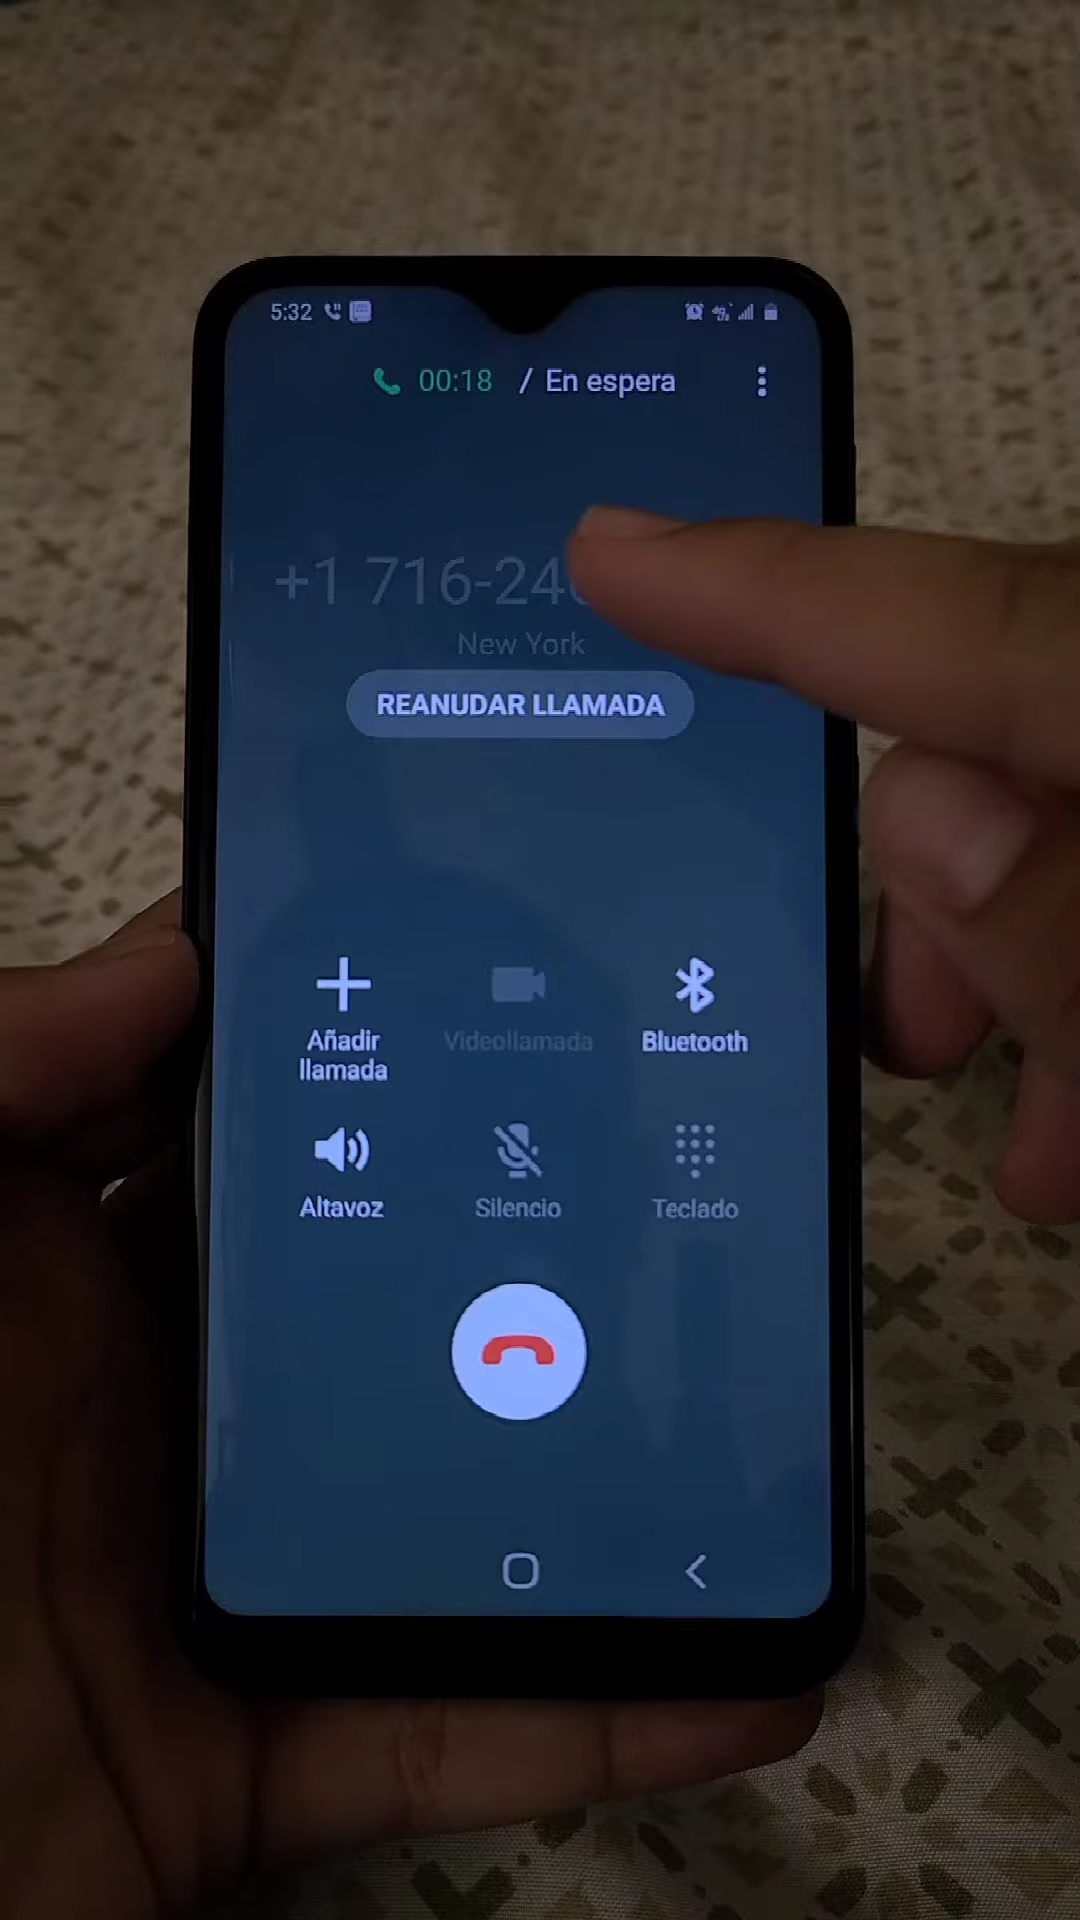 5:32
00:18 / En espera
+1 716-24
New York
REANUDAR LLAMADA
Añadir
llamada
Videollamada
Bluetooth
Altavoz
Silencio
Teclado